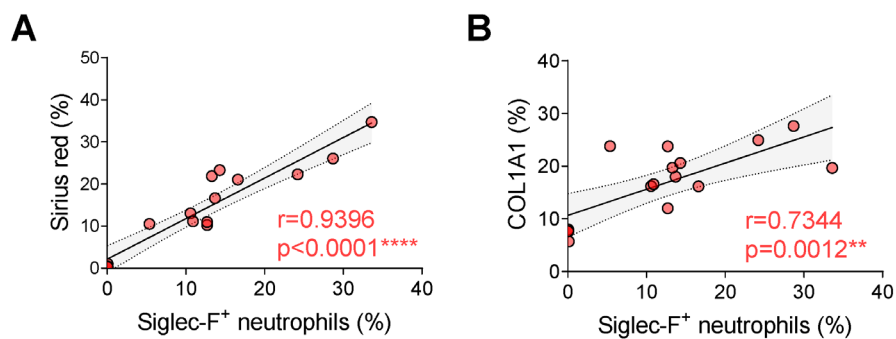 A
Sirius red (%)
50
40
30
20
10
0
r=0.9396
p<0.0001****
0 10 20 30 40
Siglec-F+ neutrophils (%)
B
COL1A1 (%)
40
30
20
10
0
r=0.7344
p=0.0012**
0 10 20 30 40
Siglec-F+ neutrophils (%)